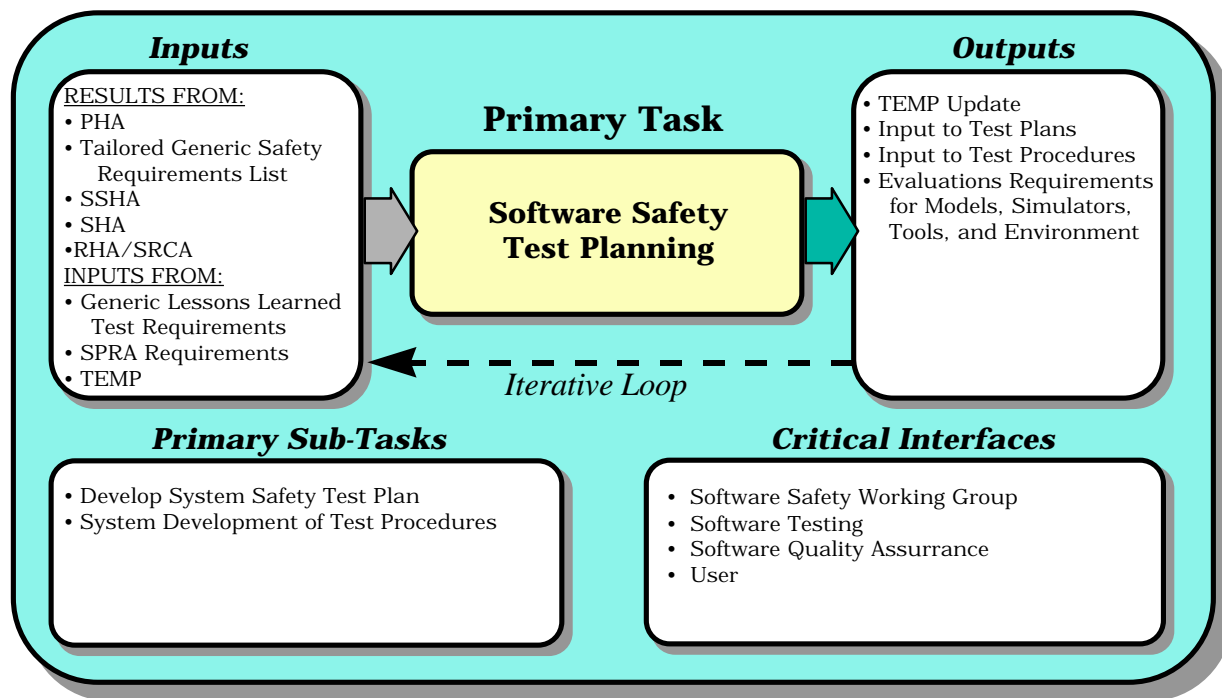 Inputs
RESULTS FROM:
• PHA
• Tailored Generic Safety
Requirements List
• SSHA
• SHA
•RHA/SRCA
INPUTS FROM:
• Generic Lessons Learned
Test Requirements
• SPRA Requirements
• TEMP
Primary Task
Software Safety
Test Planning
Outputs
• TEMP Update
• Input to Test Plans
• Input to Test Procedures
• Evaluations Requirements
for Models, Simulators,
Tools, and Environment
Iterative Loop
Primary Sub-Tasks
• Develop System Safety Test Plan
• System Development of Test Procedures
Critical Interfaces
• Software Safety Working Group
• Software Testing
• Software Quality Assurrance
• User